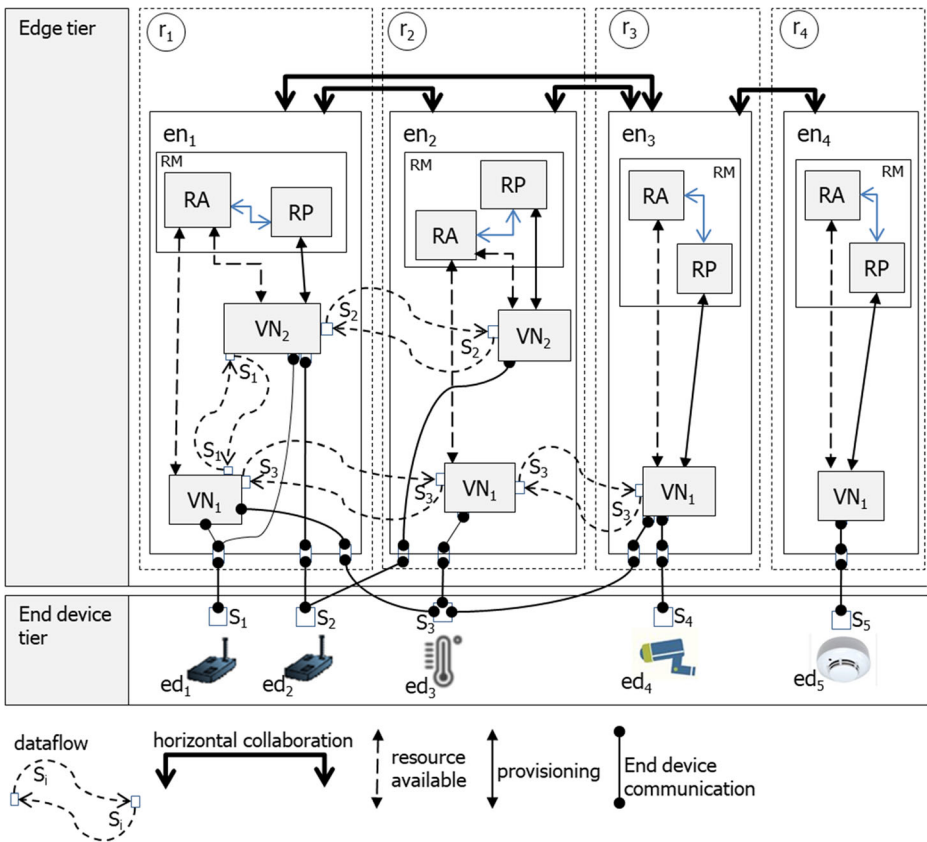 Edge tier
r1
r2
r3
r4
en1
en2
en3
en4
RM
RA
RP
RM
RP
RA
RM
RA
RP
RM
RA
RP
VN2
S2
S2
VN2
S1
S1
S3
VN1
S3
VN1
S3
S3
VN1
VN1
End device
tier
S1
S2
S3
S4
S5
ed1
ed2
ed3
ed4
ed5
dataflow
Si
Si
horizontal collaboration
resource
available
provisioning
End device
communication